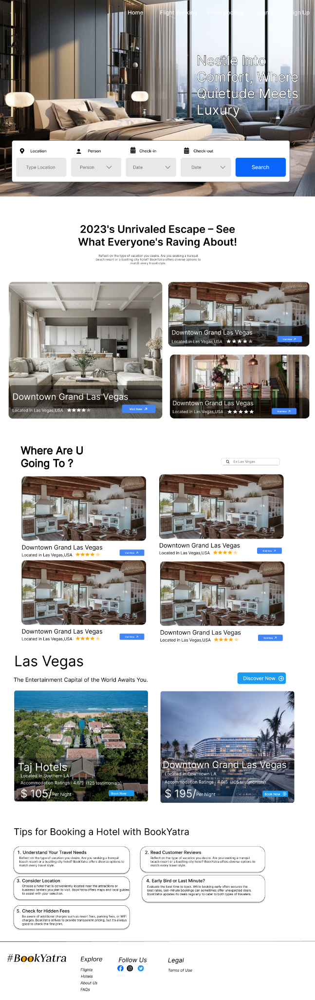 Home Flight Booking Hotel Booking Sign Up
Nestle Into
Comfort, Where
Quietude Meets
Luxury
Location Person Check-in Check-out
Type Location Person Date Date Search
2023's Unrivaled Escape – See
What Everyone's Raving About!
Reflect on the type of vacation you desire. Are you seeking a tranquil
beach resort or a bustling city hotel? BookYatra offers diverse options to
match every travel style.
Downtown Grand Las Vegas
Located in Las Vegas,USA Visit Now
Downtown Grand Las Vegas
Located in Las Vegas,USA Visit Now
Downtown Grand Las Vegas
Located in Las Vegas,USA Visit Now
Where Are U
Going To ?
Ex:Las Vegas
Downtown Grand Las Vegas
Located in Las Vegas,USA Visit Now
Downtown Grand Las Vegas
Located in Las Vegas,USA Visit Now
Downtown Grand Las Vegas
Located in Las Vegas,USA Visit Now
Downtown Grand Las Vegas
Located in Las Vegas,USA Visit Now
Las Vegas
The Entertainment Capital of the World Awaits You.
Discover Now
Taj Hotels
Located in Southern LA
Accommodation Ratings : 4.6/5 (125 testimonials)
$ 105/Per Night Book Now
Downtown Grand Las Vegas
Located in Downtown LA
Accommodation Ratings : 4.9/5 (105 testimonials)
$ 195/Per Night Book Now
Tips for Booking a Hotel with BookYatra
1. Understand Your Travel Needs
Reflect on the type of vacation you desire. Are you seeking a tranquil
beach resort or a bustling city hotel? BookYatra offers diverse options to
match every travel style.
2. Read Customer Reviews
Reflect on the type of vacation you desire. Are you seeking a tranquil
beach resort or a bustling city hotel? BookYatra offers diverse options to
match every travel style.
3. Consider Location
Choose a hotel that is conveniently located near the attractions or
business centers you plan to visit. BookYatra offers maps and local guides
to assist with your selection.
4. Early Bird or Last Minute?
Evaluate the best time to book. While booking early often secures the
best rates, last-minute bookings can sometimes offer unexpected deals.
BookYatra updates its deals regularly to cater to both types of travelers.
5. Check for Hidden Fees
Be aware of additional charges such as resort fees, parking fees, or WiFi
charges. BookYatra strives to provide transparent pricing, but it's always
good to check the fine print.
#BookYatra
Explore
Flights
Hotels
About Us
FAQs
Follow Us
Legal
Terms of Use